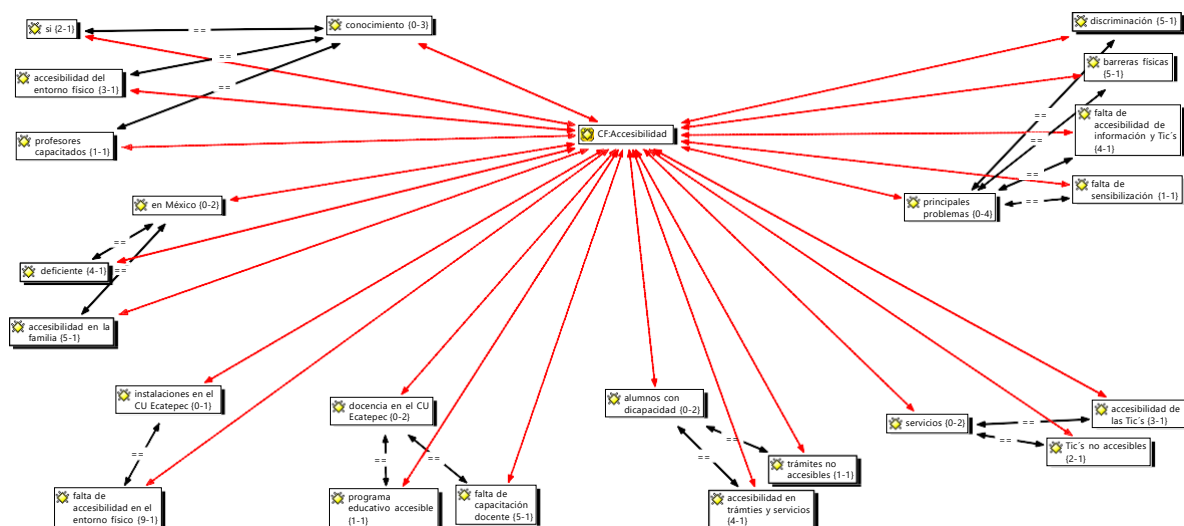 si {2-1}
==
conocimiento {0-3}
==
accesibilidad del
entorno físico {3-1}
==
profesores
capacitados {1-1}
CF:Accesibilidad
discriminación {5-1}
==
barreras físicas
{5-1}
==
falta de
accesibilidad de
información y Tic´s
{4-1}
==
falta de
sensibilización {1-1}
==
principales
problemas {0-4}
en México {0-2}
==
deficiente {4-1}
==
accesibilidad en la
familia {5-1}
instalaciones en el
CU Ecatepec {0-1}
==
falta de
accesibilidad en el
entorno físico {9-1}
docencia en el CU
Ecatepec {0-2}
==
==
programa
educativo accesible
{1-1}
falta de
capacitación
docente {5-1}
alumnos con
dicapacidad {0-2}
==
==
trámites no
accesibles {1-1}
accesibilidad en
trámties y servicios
{4-1}
servicios {0-2}
==
==
accesibilidad de
las Tic´s {3-1}
Tic´s no accesibles
{2-1}